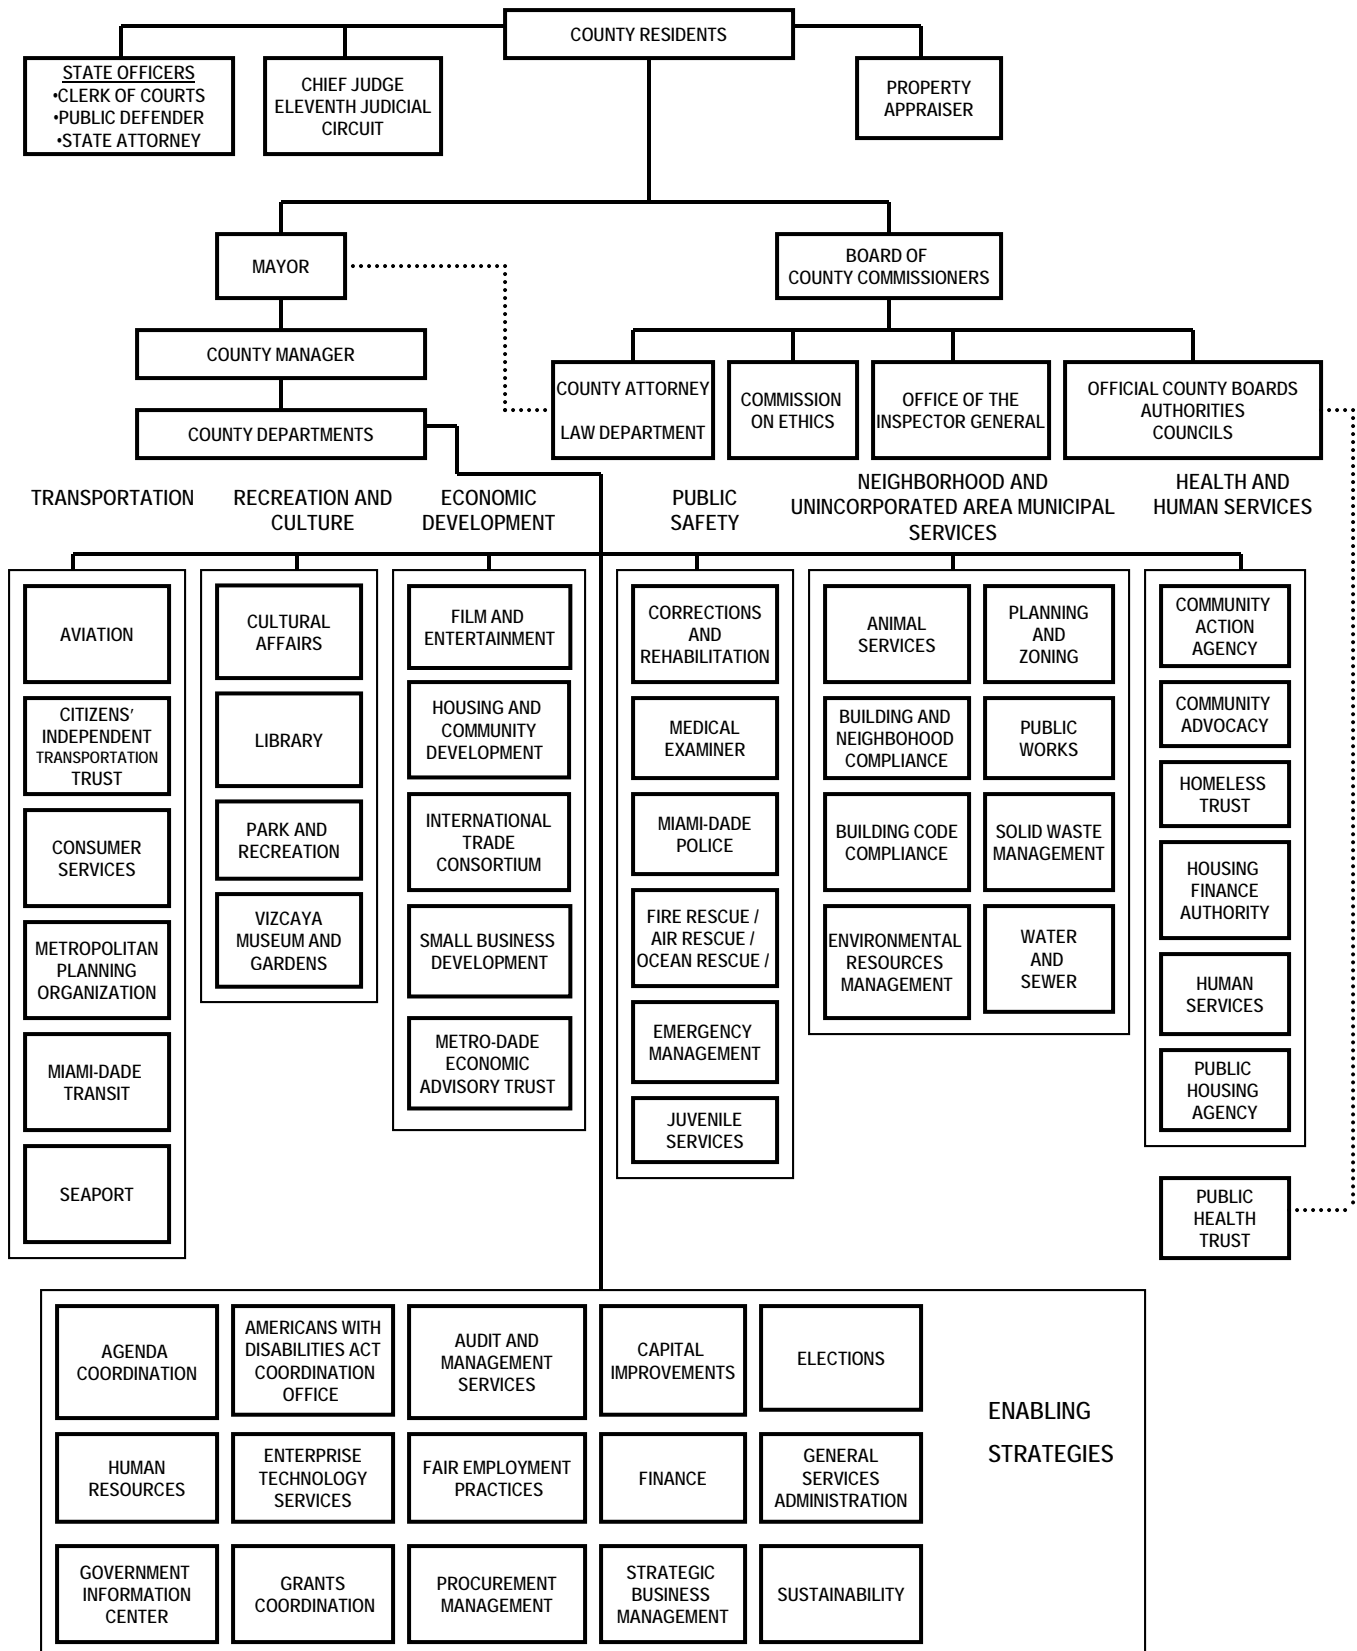 COUNTY RESIDENTS
STATE OFFICERS
•CLERK OF COURTS
•PUBLIC DEFENDER
•STATE ATTORNEY
CHIEF JUDGE
ELEVENTH JUDICIAL
CIRCUIT
PROPERTY
APPRAISER
MAYOR
BOARD OF
COUNTY COMMISSIONERS
COUNTY MANAGER
COUNTY DEPARTMENTS
COUNTY ATTORNEY
LAW DEPARTMENT
COMMISSION
ON ETHICS
OFFICE OF THE
INSPECTOR GENERAL
OFFICIAL COUNTY BOARDS
AUTHORITIES
COUNCILS
TRANSPORTATION
RECREATION AND
CULTURE
ECONOMIC
DEVELOPMENT
PUBLIC
SAFETY
NEIGHBORHOOD AND
UNINCORPORATED AREA MUNICIPAL
SERVICES
HEALTH AND
HUMAN SERVICES
AVIATION
CITIZENS'
INDEPENDENT
TRANSPORTATION
TRUST
CONSUMER
SERVICES
METROPOLITAN
PLANNING
ORGANIZATION
MIAMI-DADE
TRANSIT
SEAPORT
CULTURAL
AFFAIRS
LIBRARY
PARK AND
RECREATION
VIZCAYA
MUSEUM AND
GARDENS
FILM AND
ENTERTAINMENT
HOUSING AND
COMMUNITY
DEVELOPMENT
INTERNATIONAL
TRADE
CONSORTIUM
SMALL BUSINESS
DEVELOPMENT
METRO-DADE
ECONOMIC
ADVISORY TRUST
CORRECTIONS
AND
REHABILITATION
MEDICAL
EXAMINER
MIAMI-DADE
POLICE
FIRE RESCUE /
AIR RESCUE /
OCEAN RESCUE /
EMERGENCY
MANAGEMENT
JUVENILE
SERVICES
ANIMAL
SERVICES
BUILDING AND
NEIGHBOHOOD
COMPLIANCE
BUILDING CODE
COMPLIANCE
ENVIRONMENTAL
RESOURCES
MANAGEMENT
PLANNING
AND
ZONING
PUBLIC
WORKS
SOLID WASTE
MANAGEMENT
WATER
AND
SEWER
COMMUNITY
ACTION
AGENCY
COMMUNITY
ADVOCACY
HOMELESS
TRUST
HOUSING
FINANCE
AUTHORITY
HUMAN
SERVICES
PUBLIC
HOUSING
AGENCY
PUBLIC
HEALTH
TRUST
AGENDA
COORDINATION
AMERICANS WITH
DISABILITIES ACT
COORDINATION
OFFICE
AUDIT AND
MANAGEMENT
SERVICES
CAPITAL
IMPROVEMENTS
ELECTIONS
ENABLING
STRATEGIES
HUMAN
RESOURCES
ENTERPRISE
TECHNOLOGY
SERVICES
FAIR EMPLOYMENT
PRACTICES
FINANCE
GENERAL
SERVICES
ADMINISTRATION
GOVERNMENT
INFORMATION
CENTER
GRANTS
COORDINATION
PROCUREMENT
MANAGEMENT
STRATEGIC
BUSINESS
MANAGEMENT
SUSTAINABILITY